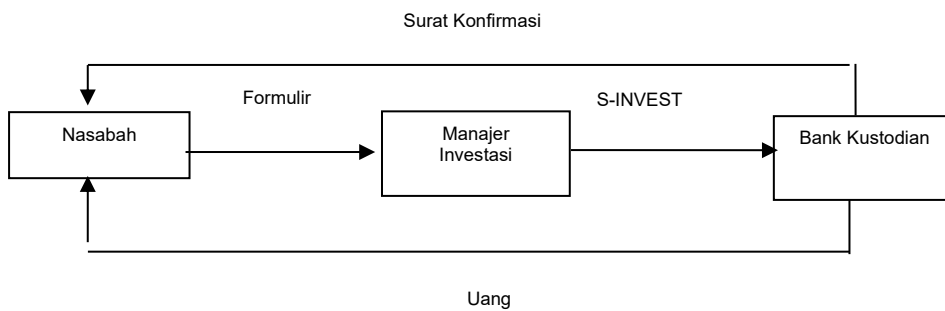 Surat Konfirmasi
Formulir
S-INVEST
Nasabah
Manajer
Investasi
Bank Kustodian
Uang